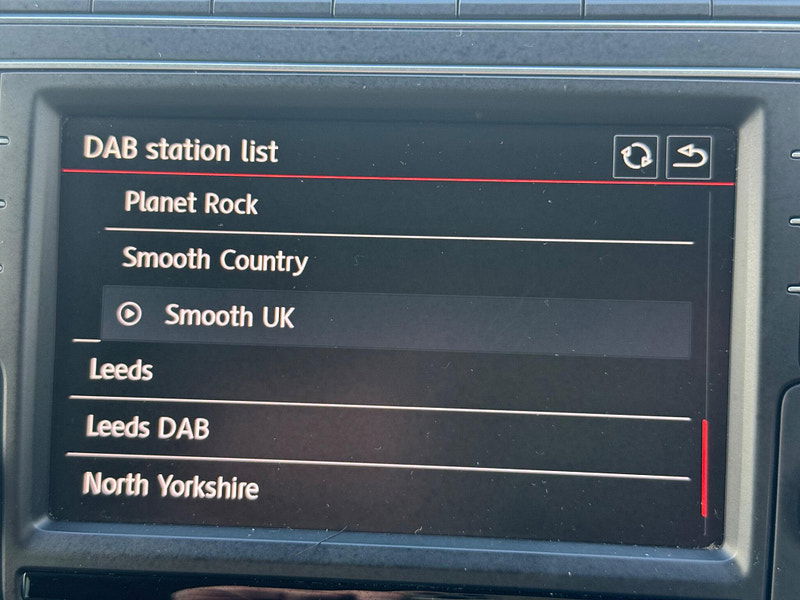 DAB station list
Planet Rock
Smooth Country
Smooth UK
Leeds
Leeds DAB
North Yorkshire